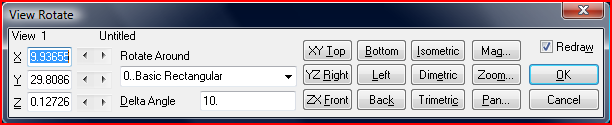 View Rotate
View 1 Untitled
X 9.93655 Rotate Around
Y 29.8086 0..Basic Rectangular
Z 0.12726 Delta Angle 10.
XY Top Bottom Isometric Mag...
YZ Right Left Dimetric Zoom...
ZX Front Back Trimetric Pan...
Redraw
OK
Cancel